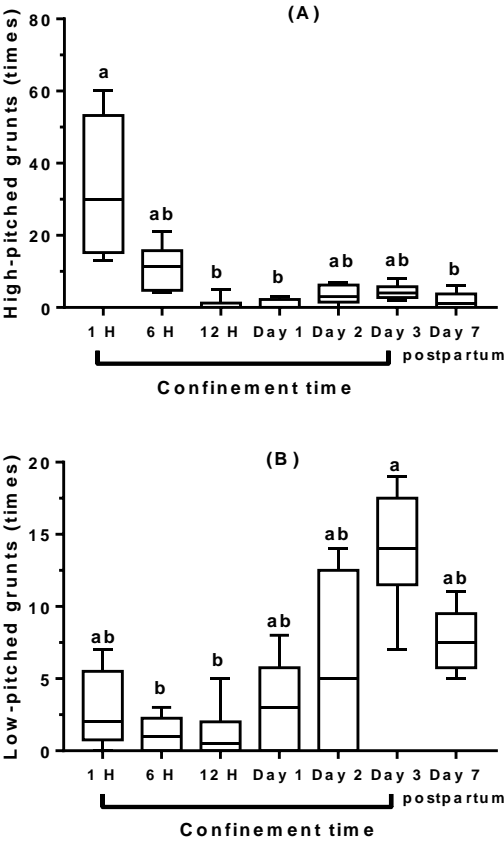 (A)
High-pitched grunts (times)
80
60
40
20
0
a
ab
b
b
ab
ab
b
1 H 6 H 12 H Day 1 Day 2 Day 3 Day 7
postpartum
Confinement time
(B)
Low-pitched grunts (times)
20
15
10
5
0
ab
b
b
ab
ab
a
ab
1 H 6 H 12 H Day 1 Day 2 Day 3 Day 7
postpartum
Confinement time